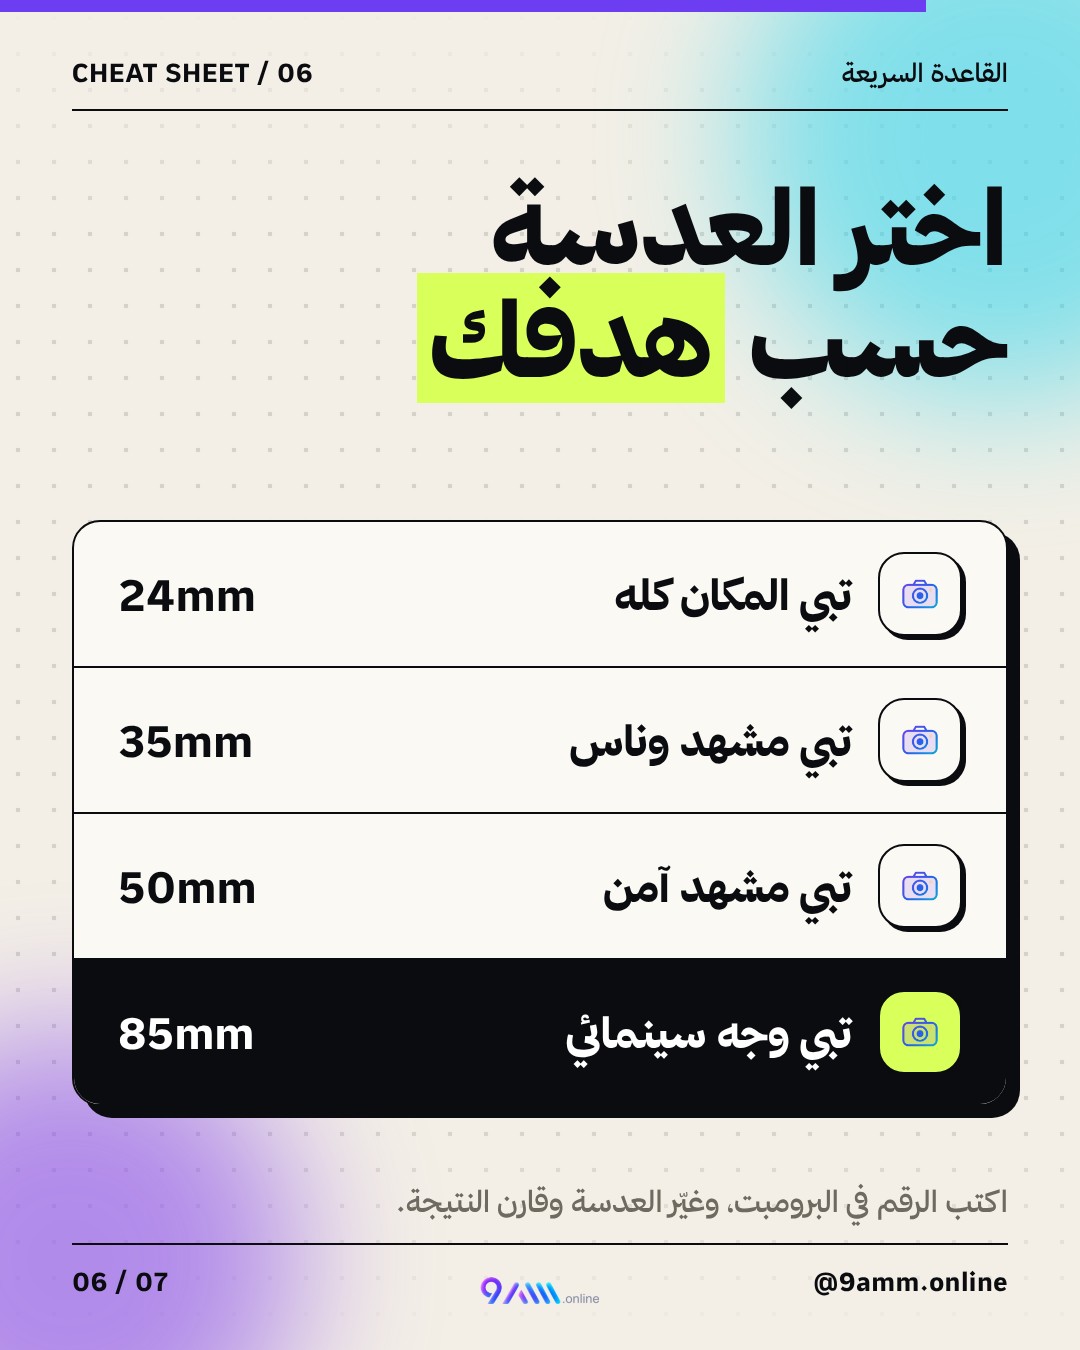 القاعدة السريعة
CHEAT SHEET / 06
اختر العدسة
حسب هدفك
تبي المكان كله 24mm
تبي مشهد وناس 35mm
تبي مشهد آمن 50mm
تبي وجه سينمائي 85mm
اكتب الرقم في البرومبت، وغيّر العدسة وقارن النتيجة.
@9amm.online
9Amm.online
06 / 07